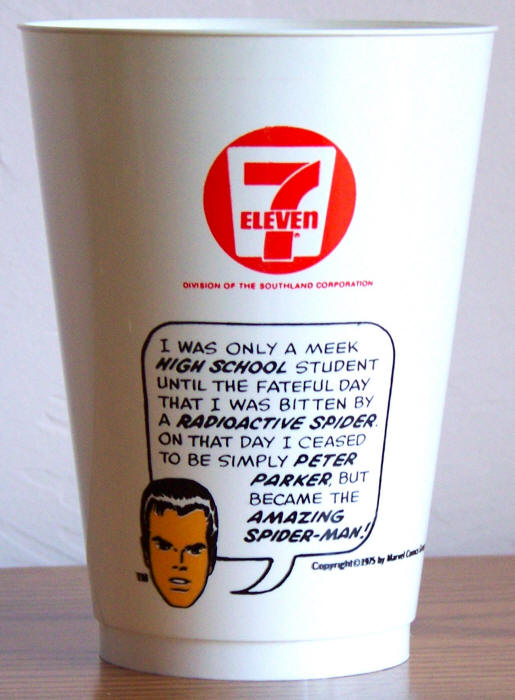 7
ELEVEn
®
DIVISION OF THE SOUTHLAND CORPORATION
I WAS ONLY A MEEK
HIGH SCHOOL STUDENT
UNTIL THE FATEFUL DAY
THAT I WAS BITTEN BY
A RADIOACTIVE SPIDER.
ON THAT DAY I CEASED
TO BE SIMPLY PETER
PARKER, BUT
BECAME THE
AMAZING
SPIDER-MAN!
TM
Copyright©1975 by Marvel Comics